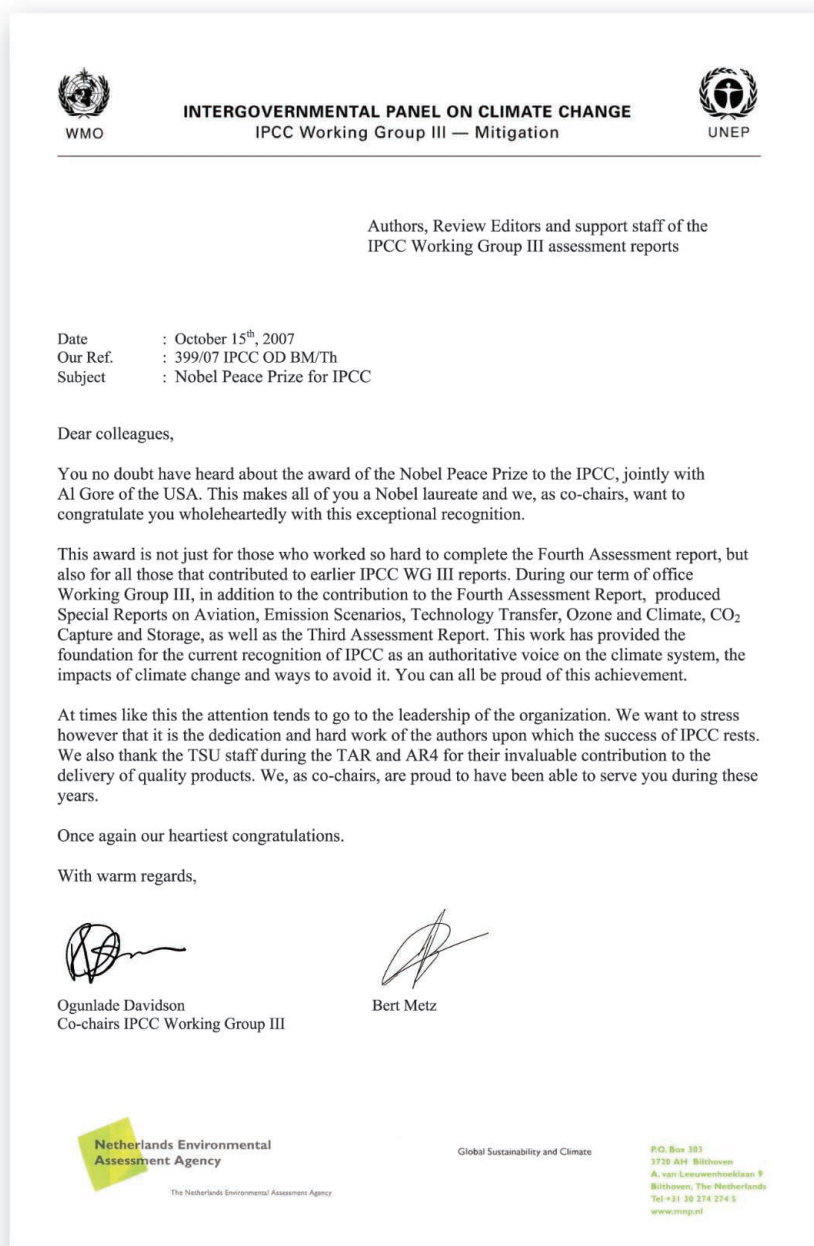 WMO
INTERGOVERNMENTAL PANEL ON CLIMATE CHANGE
IPCC Working Group III — Mitigation
UNEP
Authors, Review Editors and support staff of the
IPCC Working Group III assessment reports
Date : October 15th, 2007
Our Ref. : 399/07 IPCC OD BM/Th
Subject : Nobel Peace Prize for IPCC
Dear colleagues,
You no doubt have heard about the award of the Nobel Peace Prize to the IPCC, jointly with
Al Gore of the USA. This makes all of you a Nobel laureate and we, as co-chairs, want to
congratulate you wholeheartedly with this exceptional recognition.
This award is not just for those who worked so hard to complete the Fourth Assessment report, but
also for all those that contributed to earlier IPCC WG III reports. During our term of office
Working Group III, in addition to the contribution to the Fourth Assessment Report, produced
Special Reports on Aviation, Emission Scenarios, Technology Transfer, Ozone and Climate, CO2
Capture and Storage, as well as the Third Assessment Report. This work has provided the
foundation for the current recognition of IPCC as an authoritative voice on the climate system, the
impacts of climate change and ways to avoid it. You can all be proud of this achievement.
At times like this the attention tends to go to the leadership of the organization. We want to stress
however that it is the dedication and hard work of the authors upon which the success of IPCC rests.
We also thank the TSU staff during the TAR and AR4 for their invaluable contribution to the
delivery of quality products. We, as co-chairs, are proud to have been able to serve you during these
years.
Once again our heartiest congratulations.
With warm regards,
Ogunlade Davidson Bert Metz
Co-chairs IPCC Working Group III
Netherlands Environmental
Assessment Agency
The Netherlands Environmental Assessment Agency
Global Sustainability and Climate
P.O. Box 303
3720 AH Bilthoven
A. van Leeuwenhoeklaan 9
Bilthoven, The Netherlands
Tel +31 30 274 274 5
www.mnp.nl